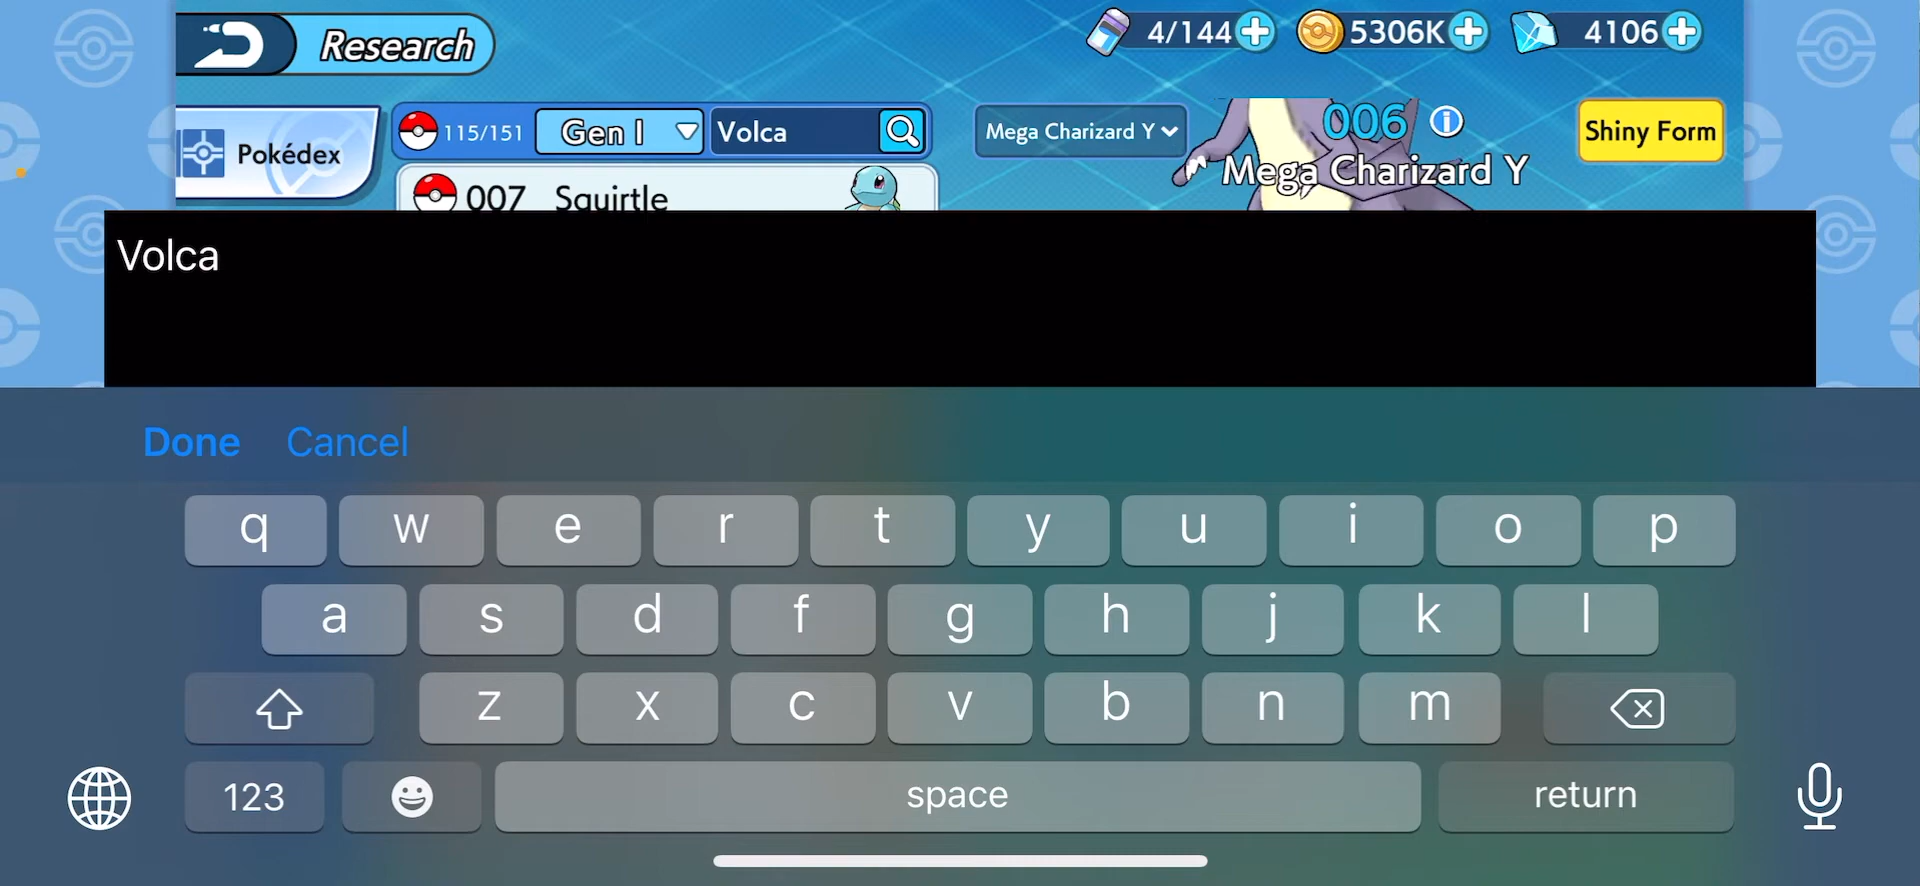 Research
4/144
5306K
4106
Pokédex
115/151
Gen I
Volca
Mega Charizard Y
006
Shiny Form
Mega Charizard Y
007 Squirtle
Volca
Done Cancel
q w e r t y u i o p
a s d f g h j k l
z x c v b n m
123 space return